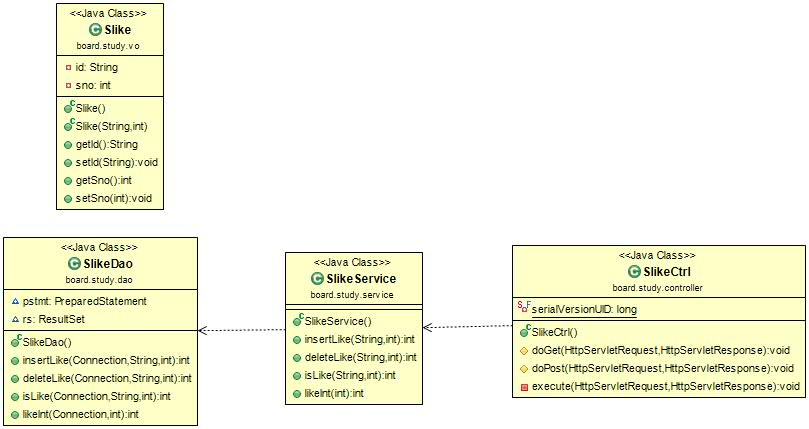 <<Java Class>>
Slike
board.study.vo
id: String
sno: int
Slike()
Slike(String,int)
getId():String
setId(String):void
getSno():int
setSno(int):void
<<Java Class>>
SlikeDao
board.study.dao
pstmt: PreparedStatement
rs: ResultSet
SlikeDao()
insertLike(Connection,String,int):int
deleteLike(Connection,String,int):int
isLike(Connection,String,int):int
likeInt(Connection,int):int
<<Java Class>>
SlikeService
board.study.service
SlikeService()
insertLike(String,int):int
deleteLike(String,int):int
isLike(String,int):int
likeInt(int):int
<<Java Class>>
SlikeCtrl
board.study.controller
serialVersionUID: long
SlikeCtrl()
doGet(HttpServletRequest,HttpServletResponse):void
doPost(HttpServletRequest,HttpServletResponse):void
execute(HttpServletRequest,HttpServletResponse):void